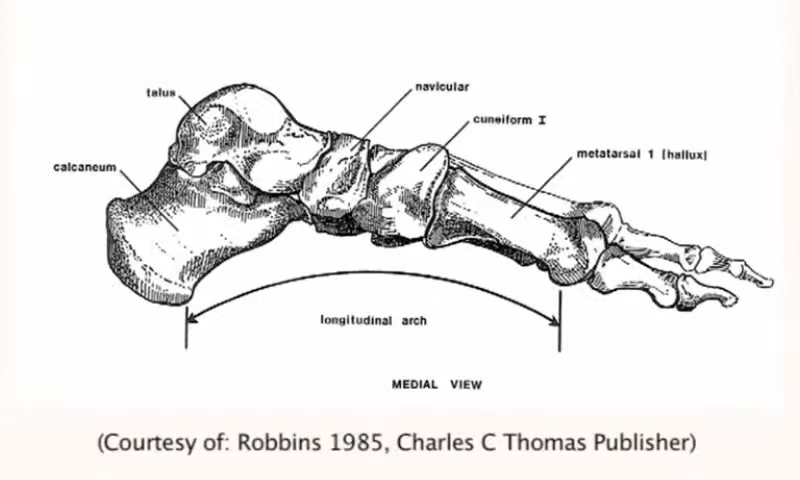 talus
navicular
cuneiform I
metatarsal 1 (hallux)
calcaneum
longitudinal arch
MEDIAL VIEW
(Courtesy of: Robbins 1985, Charles C Thomas Publisher)